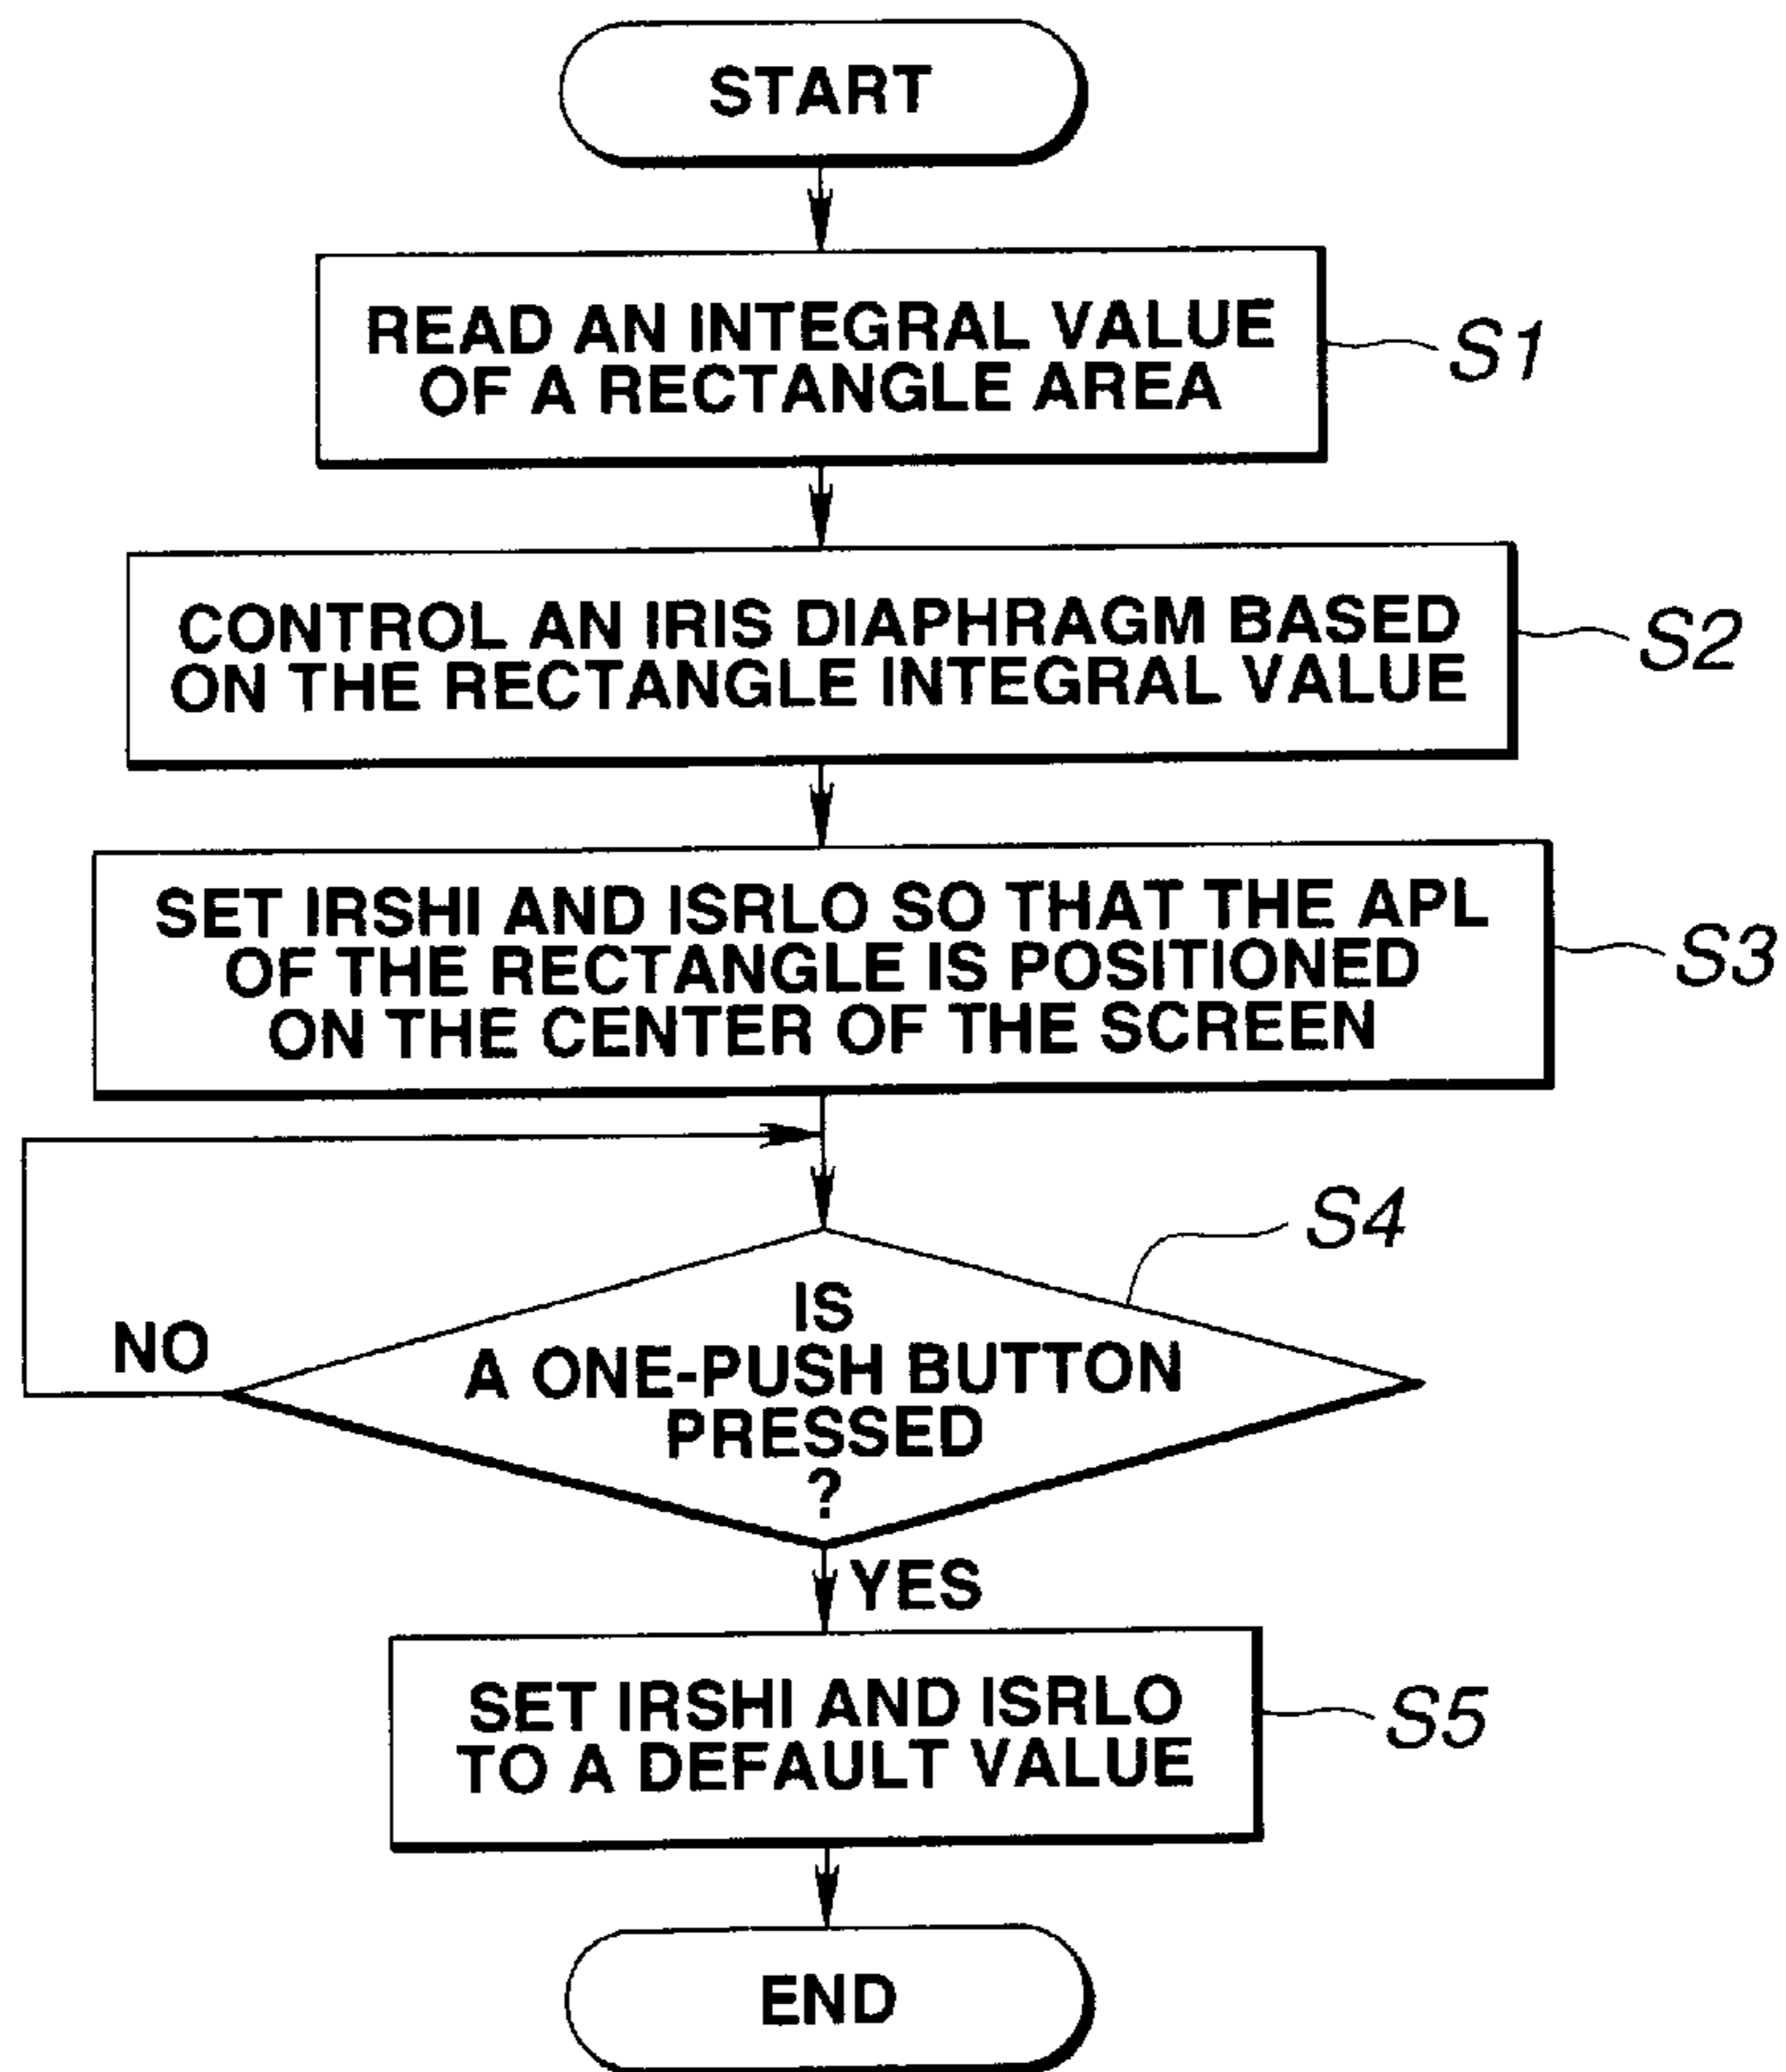 START
READ AN INTEGRAL VALUE
OF A RECTANGLE AREA
S1
CONTROL AN IRIS DIAPHRAGM BASED
ON THE RECTANGLE INTEGRAL VALUE
S2
SET IRSHI AND ISRLO SO THAT THE APL
OF THE RECTANGLE IS POSITIONED
ON THE CENTER OF THE SCREEN
S3
S4
IS
A ONE-PUSH BUTTON
PRESSED
?
NO
YES
SET IRSHI AND ISRLO
TO A DEFAULT VALUE
S5
END